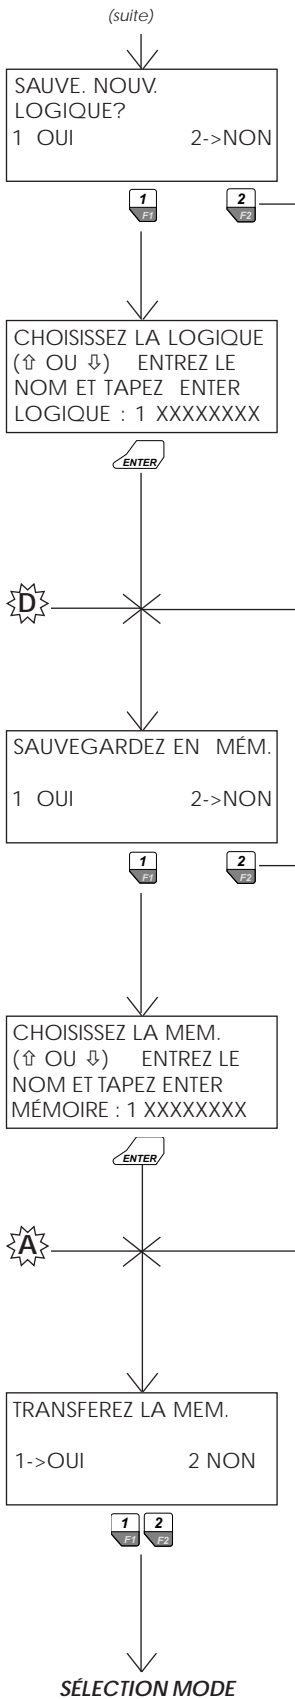 (suite)
SAUVE. NOUV.
LOGIQUE?
1 OUI 2->NON
1 F1 2 F2
CHOISISSEZ LA LOGIQUE
(⇧ OU ⇩) ENTREZ LE
NOM ET TAPEZ ENTER
LOGIQUE : 1 XXXXXXXX
ENTER
D
SAUVEGARDEZ EN MÉM.
1 OUI 2->NON
1 F1 2 F2
CHOISISSEZ LA MEM.
(⇧ OU ⇩) ENTREZ LE
NOM ET TAPEZ ENTER
MÉMOIRE : 1 XXXXXXXX
ENTER
A
TRANSFEREZ LA MEM.
1->OUI 2 NON
1 F1 2 F2
SÉLECTION MODE